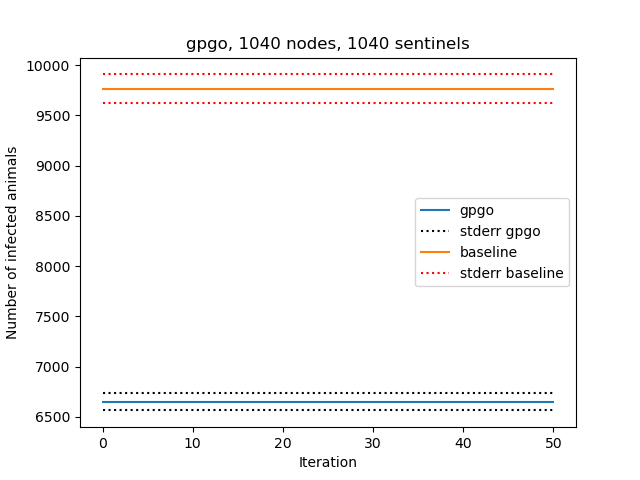 gpgo, 1040 nodes, 1040 sentinels
Number of infected animals
10000
9500
9000
8500
8000
7500
7000
6500
gpgo
stderr gpgo
baseline
stderr baseline
0 10 20 30 40 50
Iteration